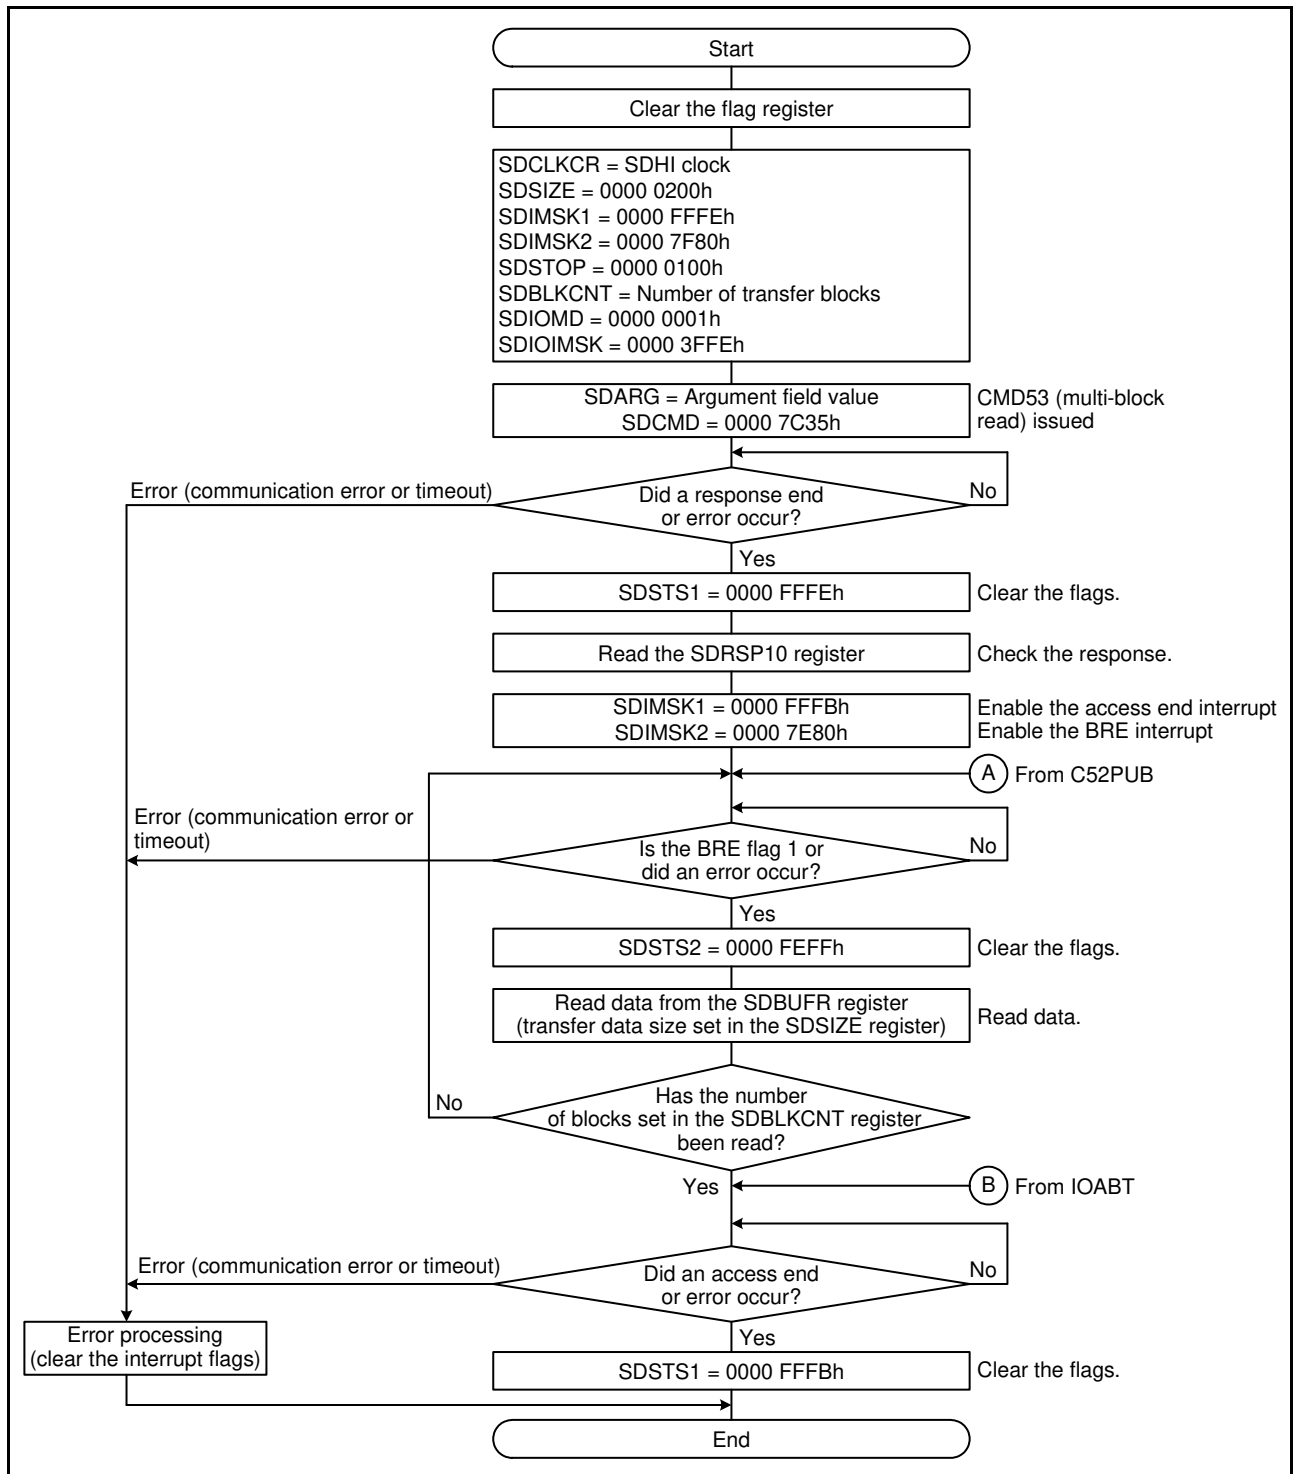 Start
Clear the flag register
SDCLKCR = SDHI clock
SDSIZE = 0000 0200h
SDIMSK1 = 0000 FFFEh
SDIMSK2 = 0000 7F80h
SDSTOP = 0000 0100h
SDBLKCNT = Number of transfer blocks
SDIOMD = 0000 0001h
SDIOIMSK = 0000 3FFEh
SDARG = Argument field value
SDCMD = 0000 7C35h
CMD53 (multi-block
read) issued
Error (communication error or timeout)
Did a response end
or error occur?
No
Yes
SDSTS1 = 0000 FFFEh
Clear the flags.
Read the SDRSP10 register
Check the response.
SDIMSK1 = 0000 FFFBh
SDIMSK2 = 0000 7E80h
Enable the access end interrupt
Enable the BRE interrupt
A
From C52PUB
Error (communication error or
timeout)
Is the BRE flag 1 or
did an error occur?
No
Yes
SDSTS2 = 0000 FEFFh
Clear the flags.
Read data from the SDBUFR register
(transfer data size set in the SDSIZE register)
Read data.
No
Has the number
of blocks set in the SDBLKCNT register
been read?
Yes
B
From IOABT
Error (communication error or timeout)
Did an access end
or error occur?
No
Yes
Error processing
(clear the interrupt flags)
SDSTS1 = 0000 FFFBh
Clear the flags.
End